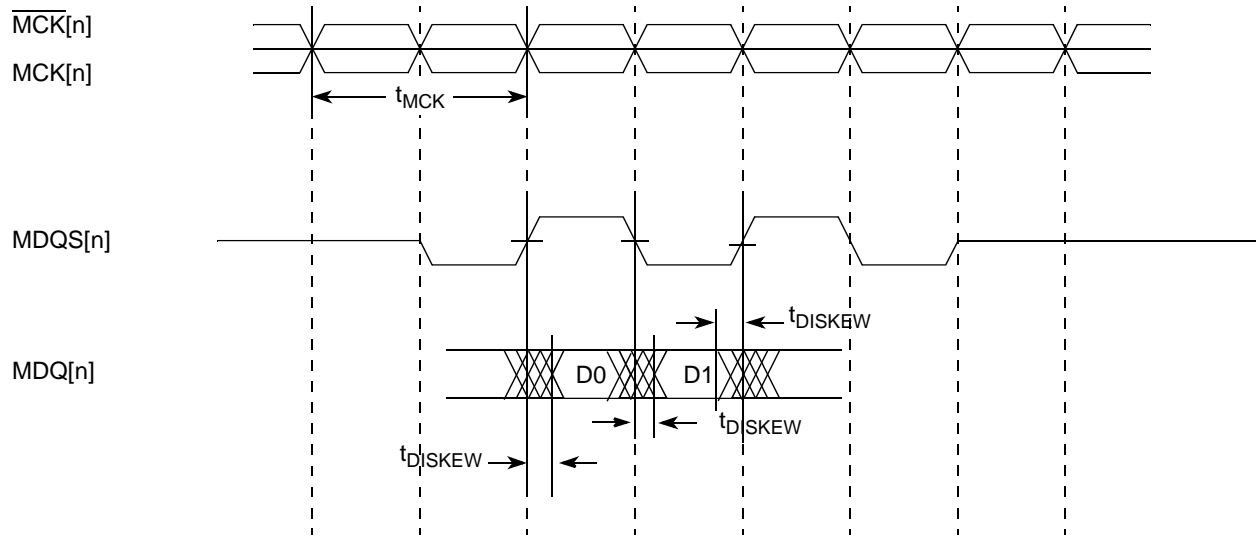 MCK[n]
MCK[n]
tMCK
MDQS[n]
tDISKEW
MDQ[n]
D0
D1
tDISKEW
tDISKEW